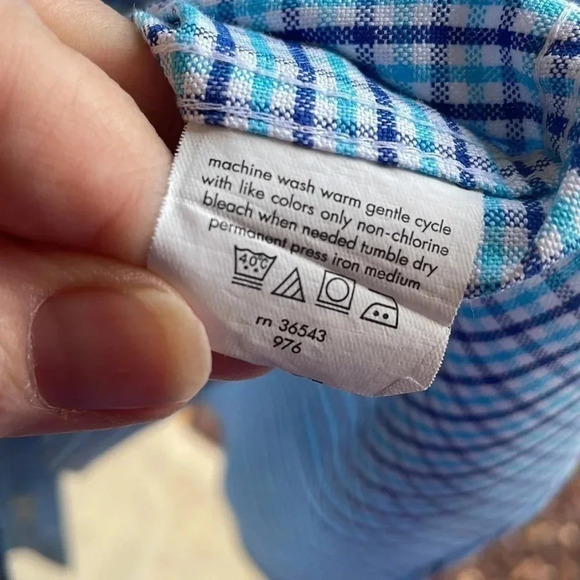 machine wash warm gentle cycle
with like colors only non-chlorine
bleach when needed tumble dry
permanent press iron medium
40°
rn 36543
976